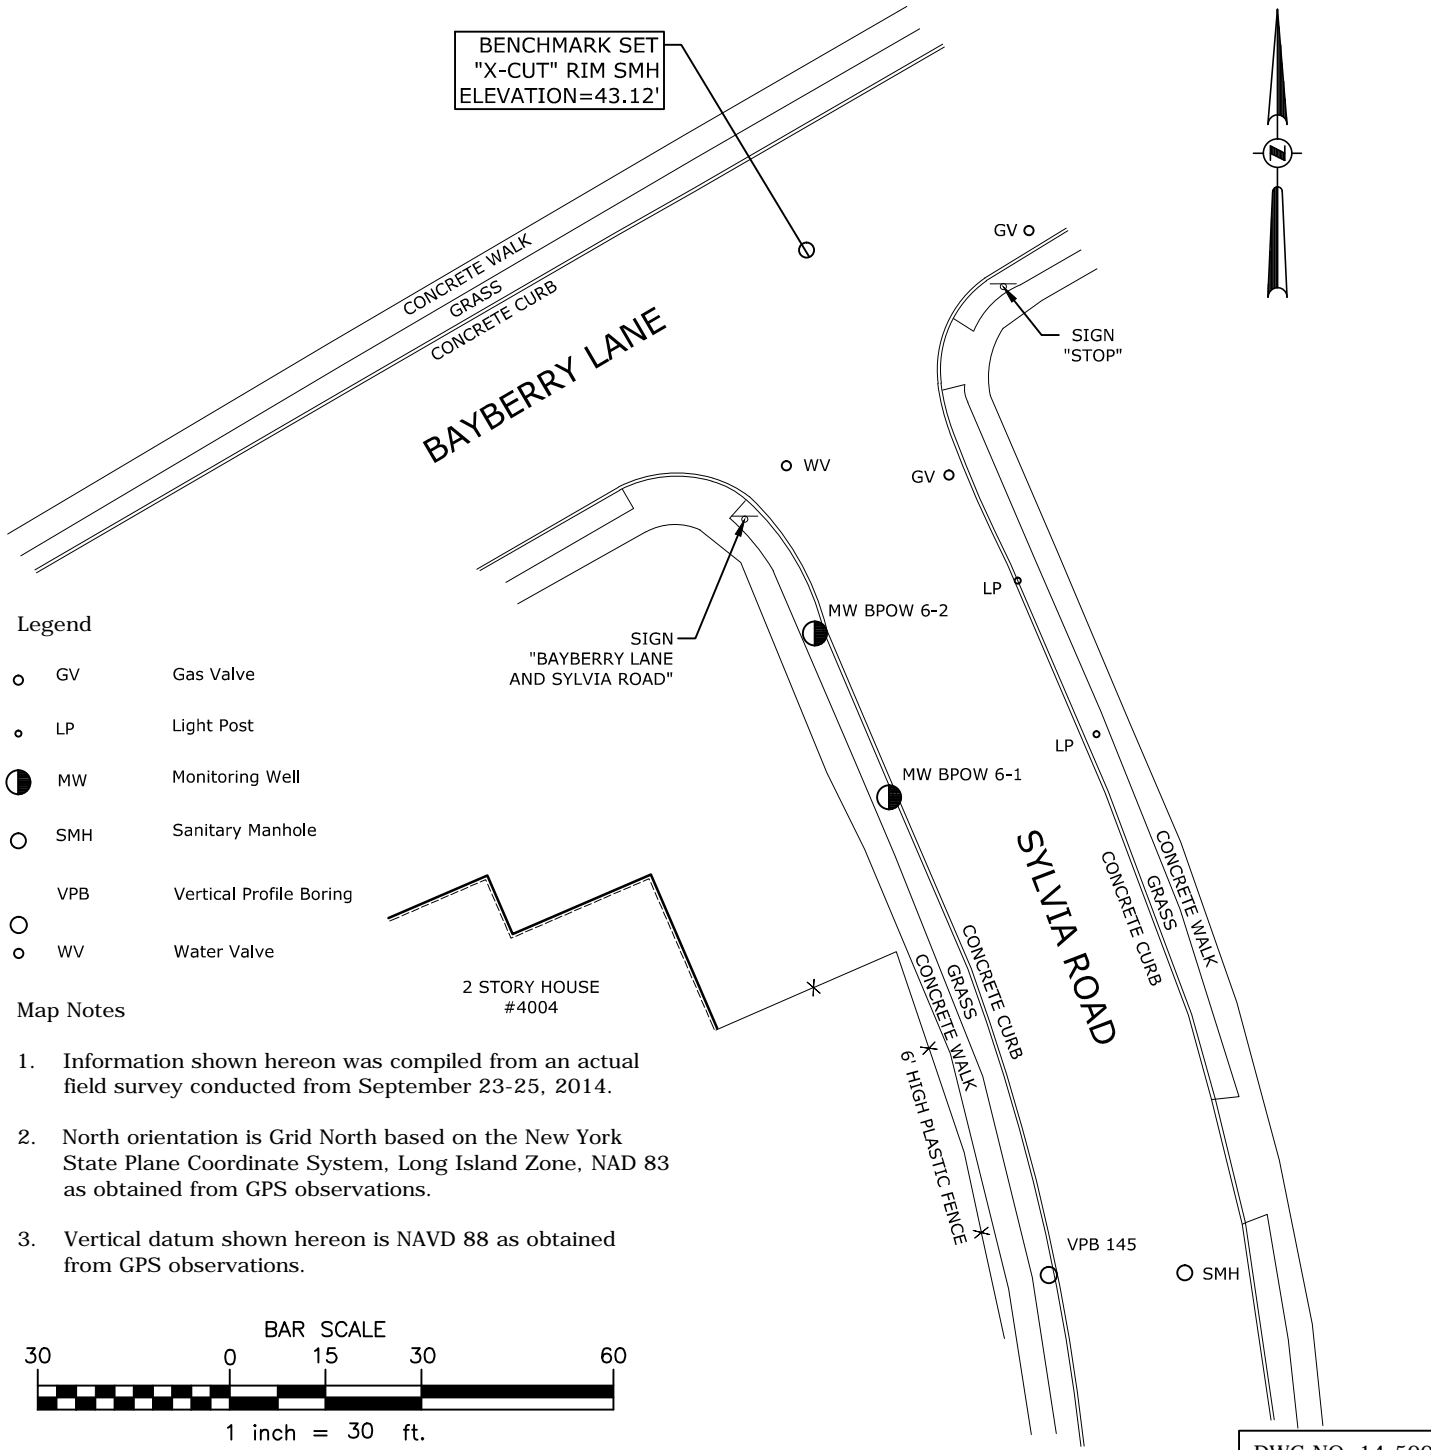 BENCHMARK SET
"X-CUT" RIM SMH
ELEVATION=43.12'
GV
SIGN
"STOP"
CONCRETE WALK
GRASS
CONCRETE CURB
BAYBERRY LANE
WV
GV
LP
MW BPOW 6-2
SIGN
"BAYBERRY LANE
AND SYLVIA ROAD"
LP
MW BPOW 6-1
SYLVIA ROAD
CONCRETE CURB
GRASS
CONCRETE WALK
CONCRETE CURB
GRASS
CONCRETE WALK
6' HIGH PLASTIC FENCE
2 STORY HOUSE
#4004
VPB 145
SMH
Legend
GV Gas Valve
LP Light Post
MW Monitoring Well
SMH Sanitary Manhole
VPB Vertical Profile Boring
WV Water Valve
Map Notes
1. Information shown hereon was compiled from an actual
field survey conducted from September 23-25, 2014.
2. North orientation is Grid North based on the New York
State Plane Coordinate System, Long Island Zone, NAD 83
as obtained from GPS observations.
3. Vertical datum shown hereon is NAVD 88 as obtained
from GPS observations.
BAR SCALE
30 0 15 30 60
1 inch = 30 ft.
N